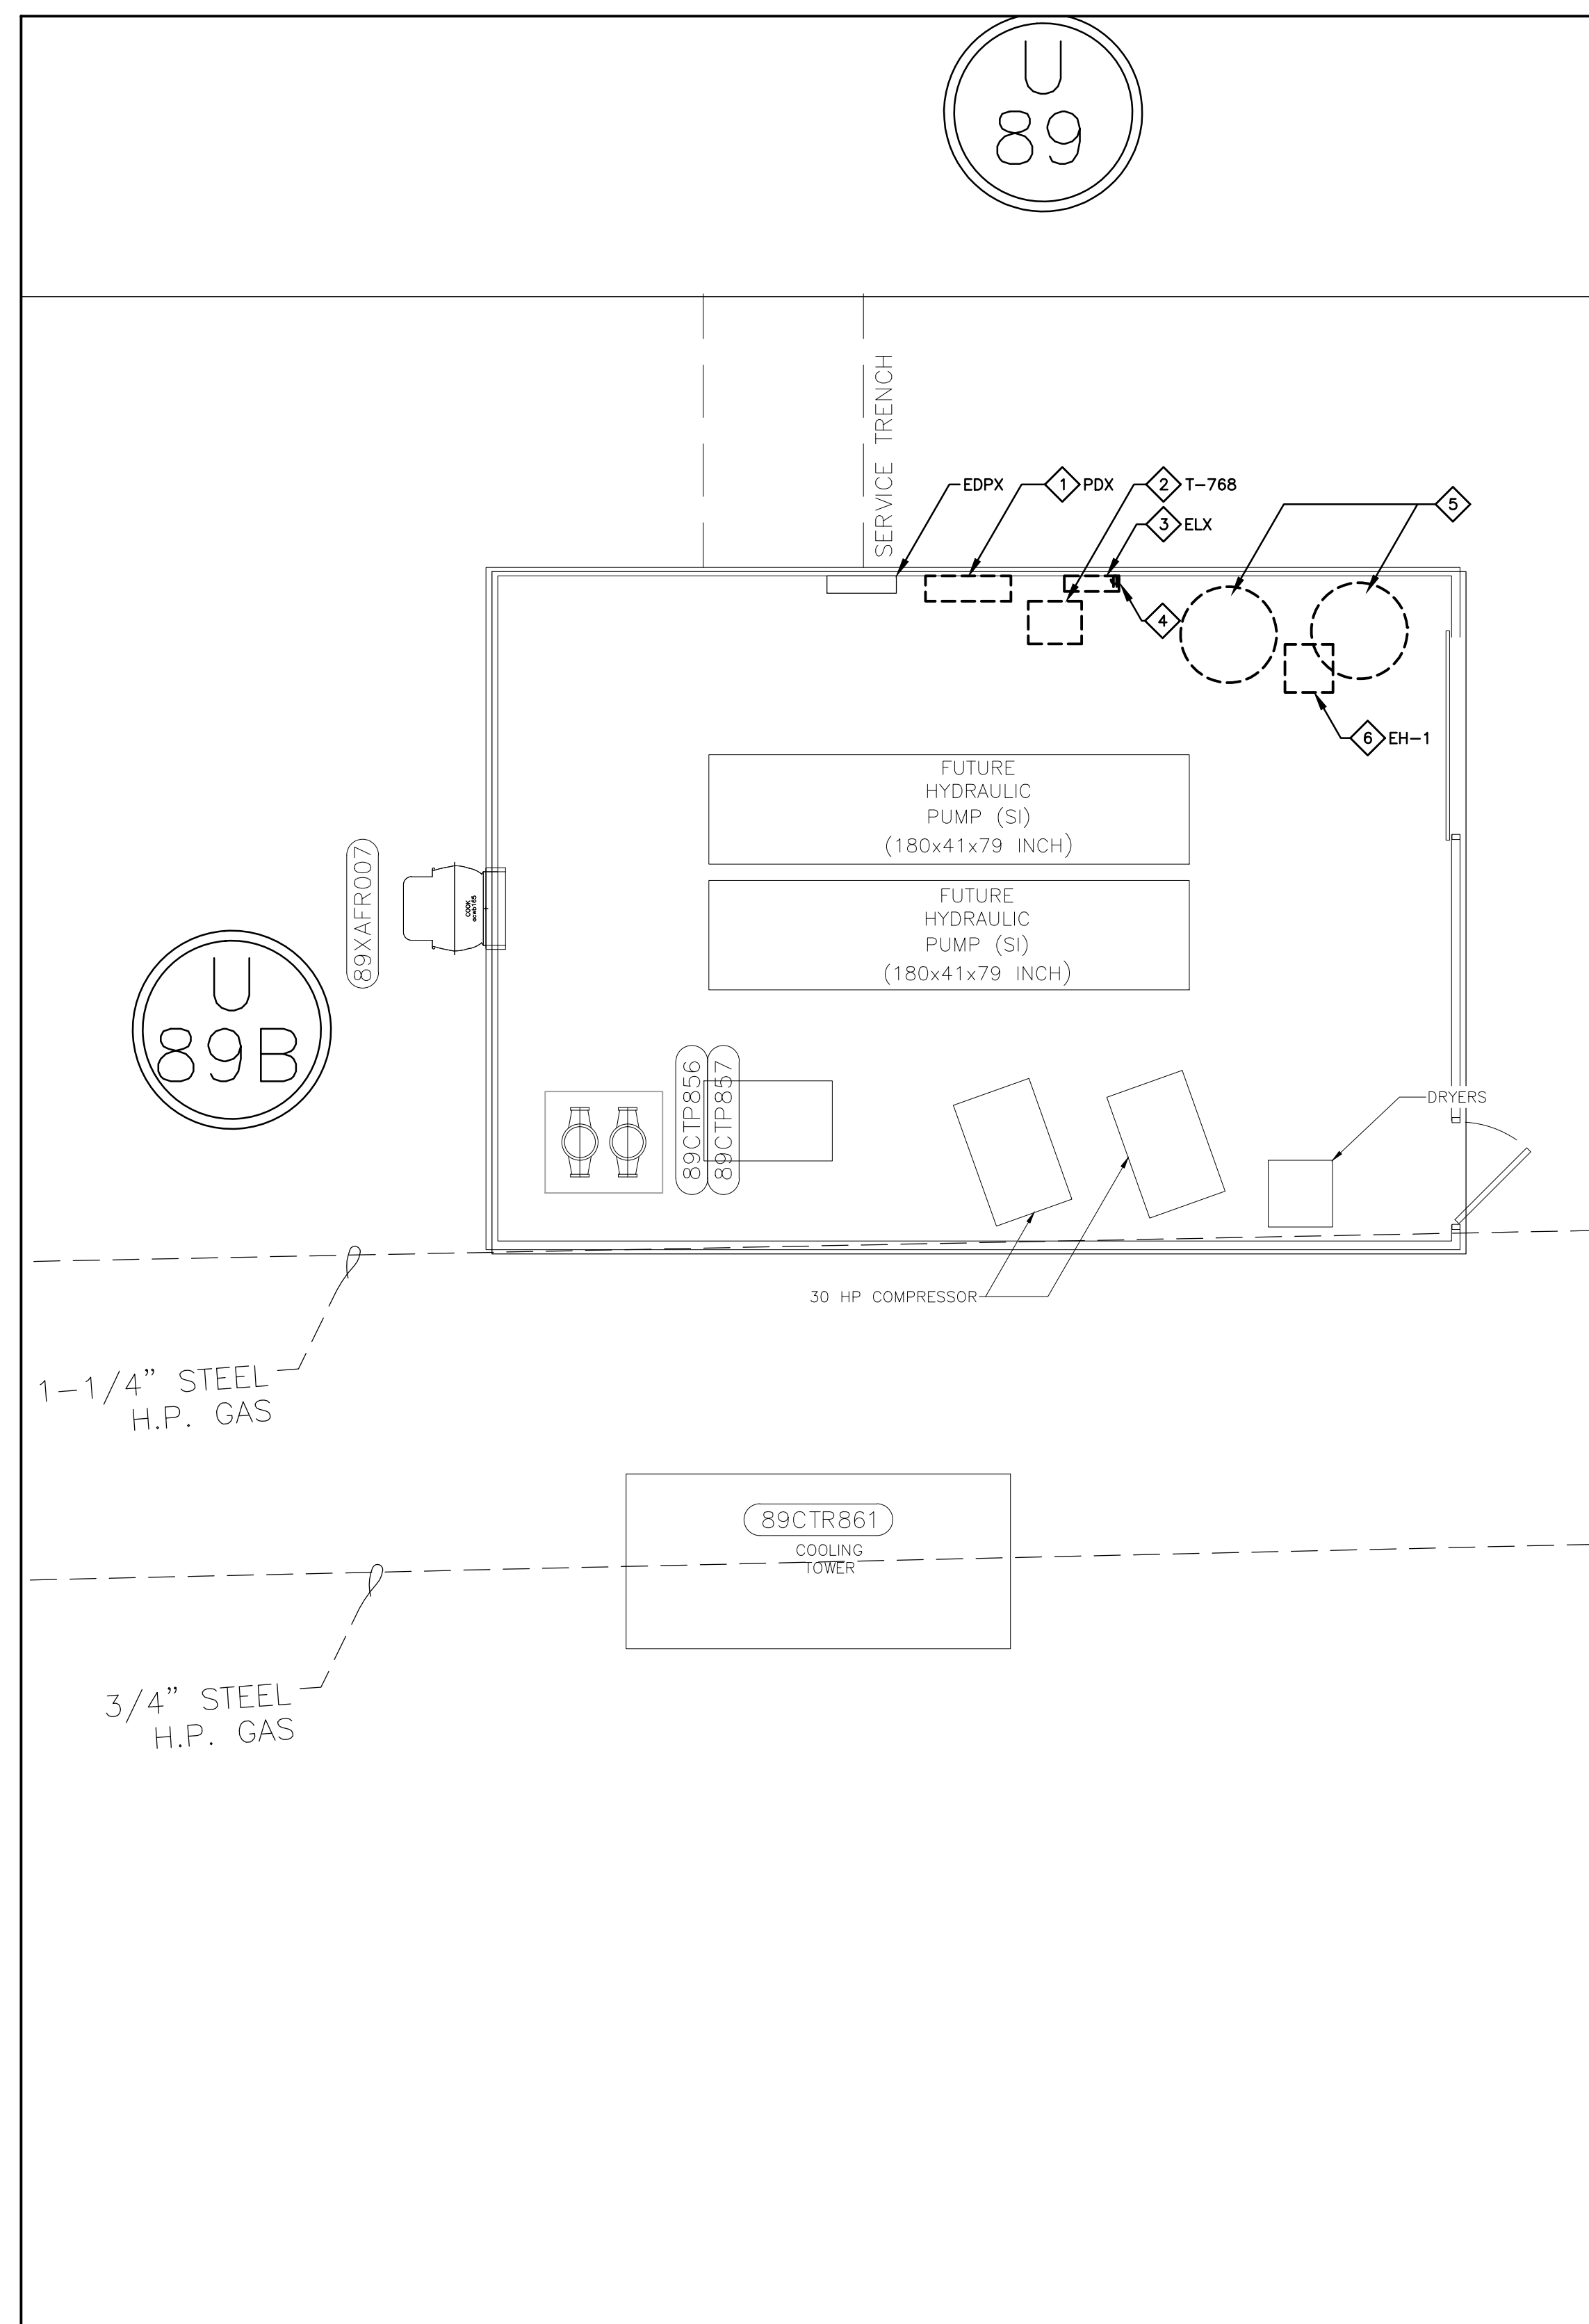 U
89
SERVICE TRENCH
EDPX
1 PDX
2 T-768
3 ELX
4
5
6 EH-1
FUTURE
HYDRAULIC
PUMP (SI)
(180x41x79 INCH)
FUTURE
HYDRAULIC
PUMP (SI)
(180x41x79 INCH)
89XAFR007
COOK
acwb165
U
89B
89CTP856
89CTP857
DRYERS
30 HP COMPRESSOR
1-1/4" STEEL
H.P. GAS
89CTR861
COOLING
TOWER
3/4" STEEL
H.P. GAS